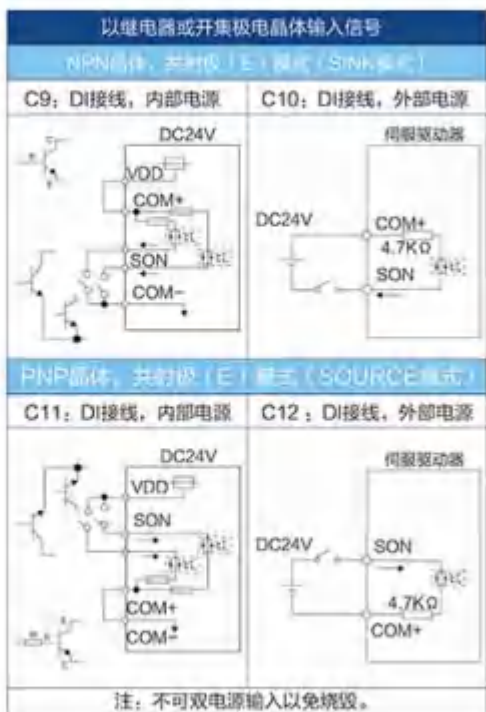 以继电器或开集极电晶体输入信号
NPN晶体，共射极（E）模式（SINK模式）
C9：DI接线，内部电源
C10：DI接线，外部电源
DC24V
VDD
COM+
SON
COM-
伺服驱动器
DC24V
COM+
4.7KΩ
SON
PNP晶体，共射极（E）模式（SOURCE模式）
C11：DI接线，内部电源
C12：DI接线，外部电源
DC24V
VDD
SON
COM+
COM-
伺服驱动器
DC24V
SON
4.7KΩ
COM+
注：不可双电源输入以免烧毁。